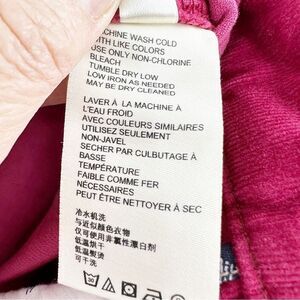 MACHINE WASH COLD
WITH LIKE COLORS
USE ONLY NON-CHLORINE
BLEACH
TUMBLE DRY LOW
LOW IRON AS NEEDED
MAY BE DRY CLEANED
LAVER À LA MACHINE À
L'EAU FROID
AVEC COULEURS SIMILAIRES
UTILIZES SEULEMENT
NON-JAVEL
SECHER PAR CULBUTAGE À
BASSE
TEMPÉRATURE
FAIBLE COMME FER
NÉCESSAIRES
PEUT ÊTRE NETTOYER À SEC
冷水机洗
与近似颜色衣物
仅可使用非氯性漂白剂
低温烘干
低温熨烫
可干洗
30